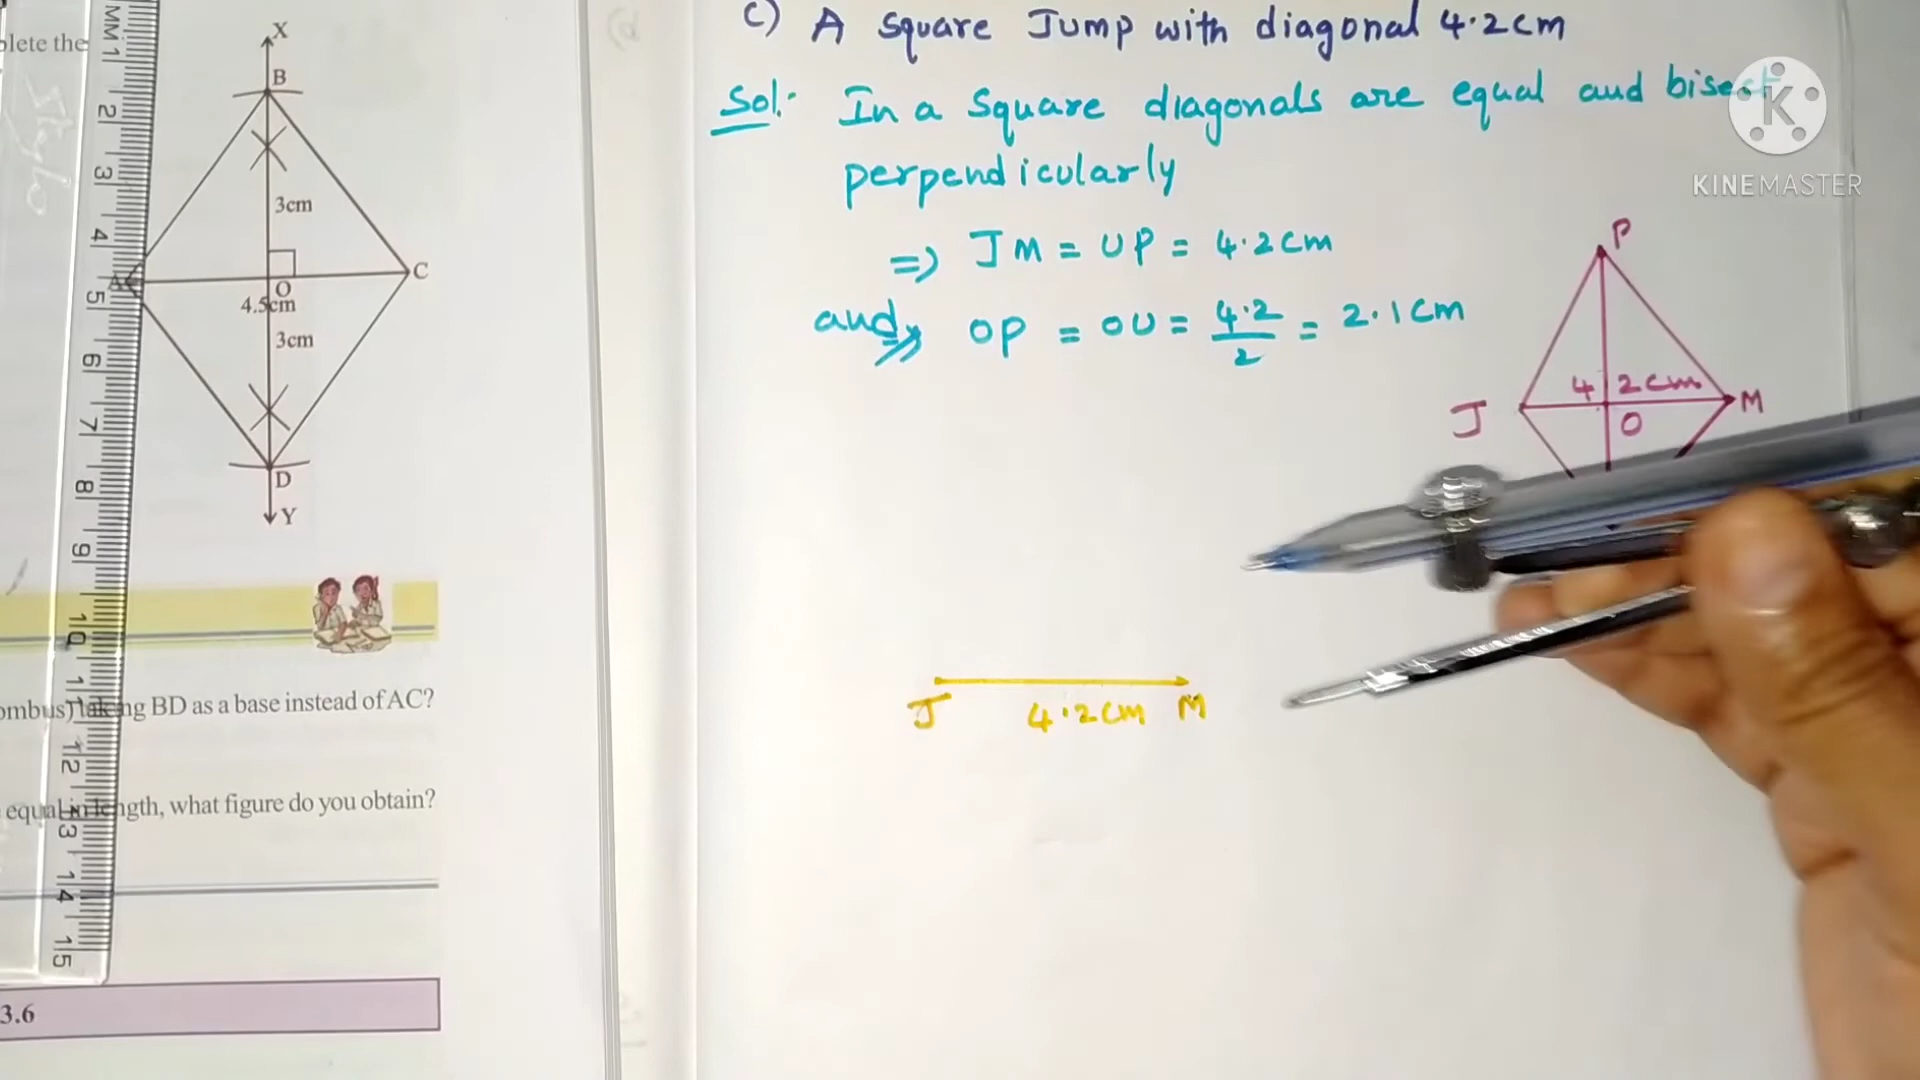 plete the
MM 1 2 3 4 5 6 7 8 9 10 11 12 13 14 15
X
B
3cm
A
C
O
4.5cm
3cm
D
Y
ombus) taking BD as a base instead of AC?
equal in length, what figure do you obtain?
3.6
c) A square Jump with diagonal 4.2cm
Sol:- In a square diagonals are equal and bisect
perpendicularly
=> JM = UP = 4.2cm
and, OP = OU = 4.2/2 = 2.1cm
K
KINEMASTER
P
4 2cm
J
M
O
J 4.2cm M